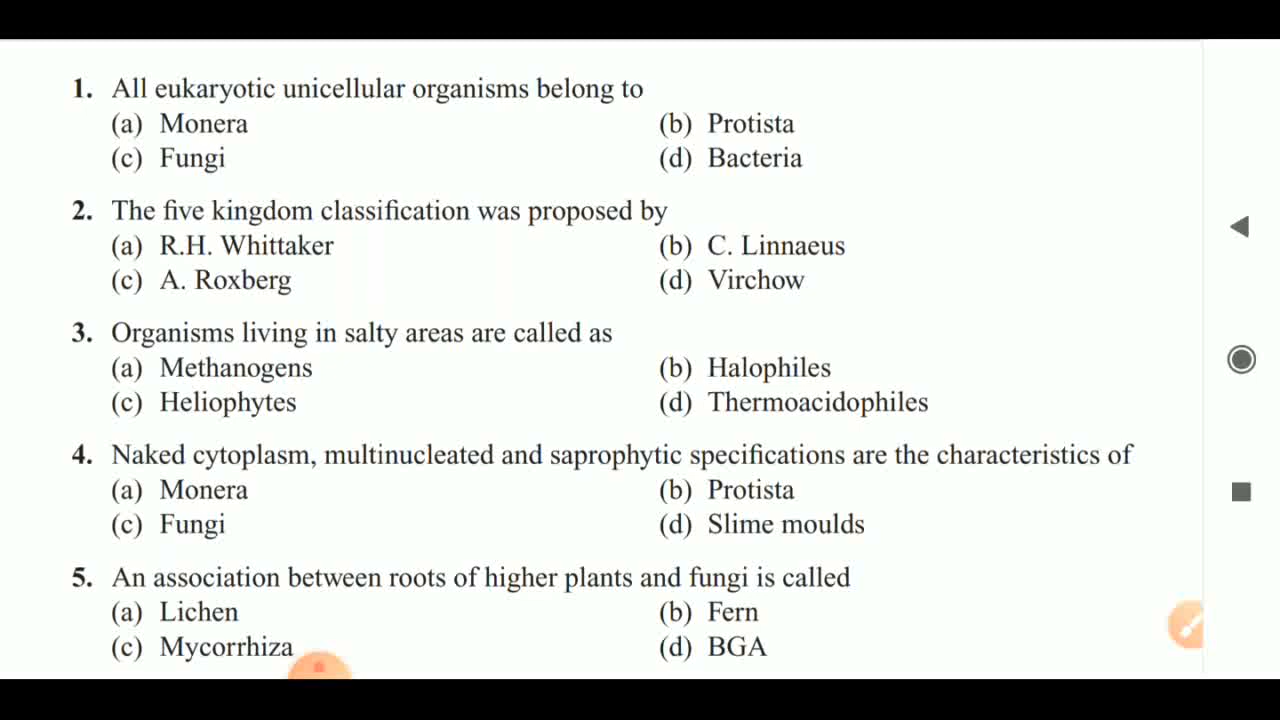 1. All eukaryotic unicellular organisms belong to
(a) Monera (b) Protista
(c) Fungi (d) Bacteria
2. The five kingdom classification was proposed by
(a) R.H. Whittaker (b) C. Linnaeus
(c) A. Roxberg (d) Virchow
3. Organisms living in salty areas are called as
(a) Methanogens (b) Halophiles
(c) Heliophytes (d) Thermoacidophiles
4. Naked cytoplasm, multinucleated and saprophytic specifications are the characteristics of
(a) Monera (b) Protista
(c) Fungi (d) Slime moulds
5. An association between roots of higher plants and fungi is called
(a) Lichen (b) Fern
(c) Mycorrhiza (d) BGA